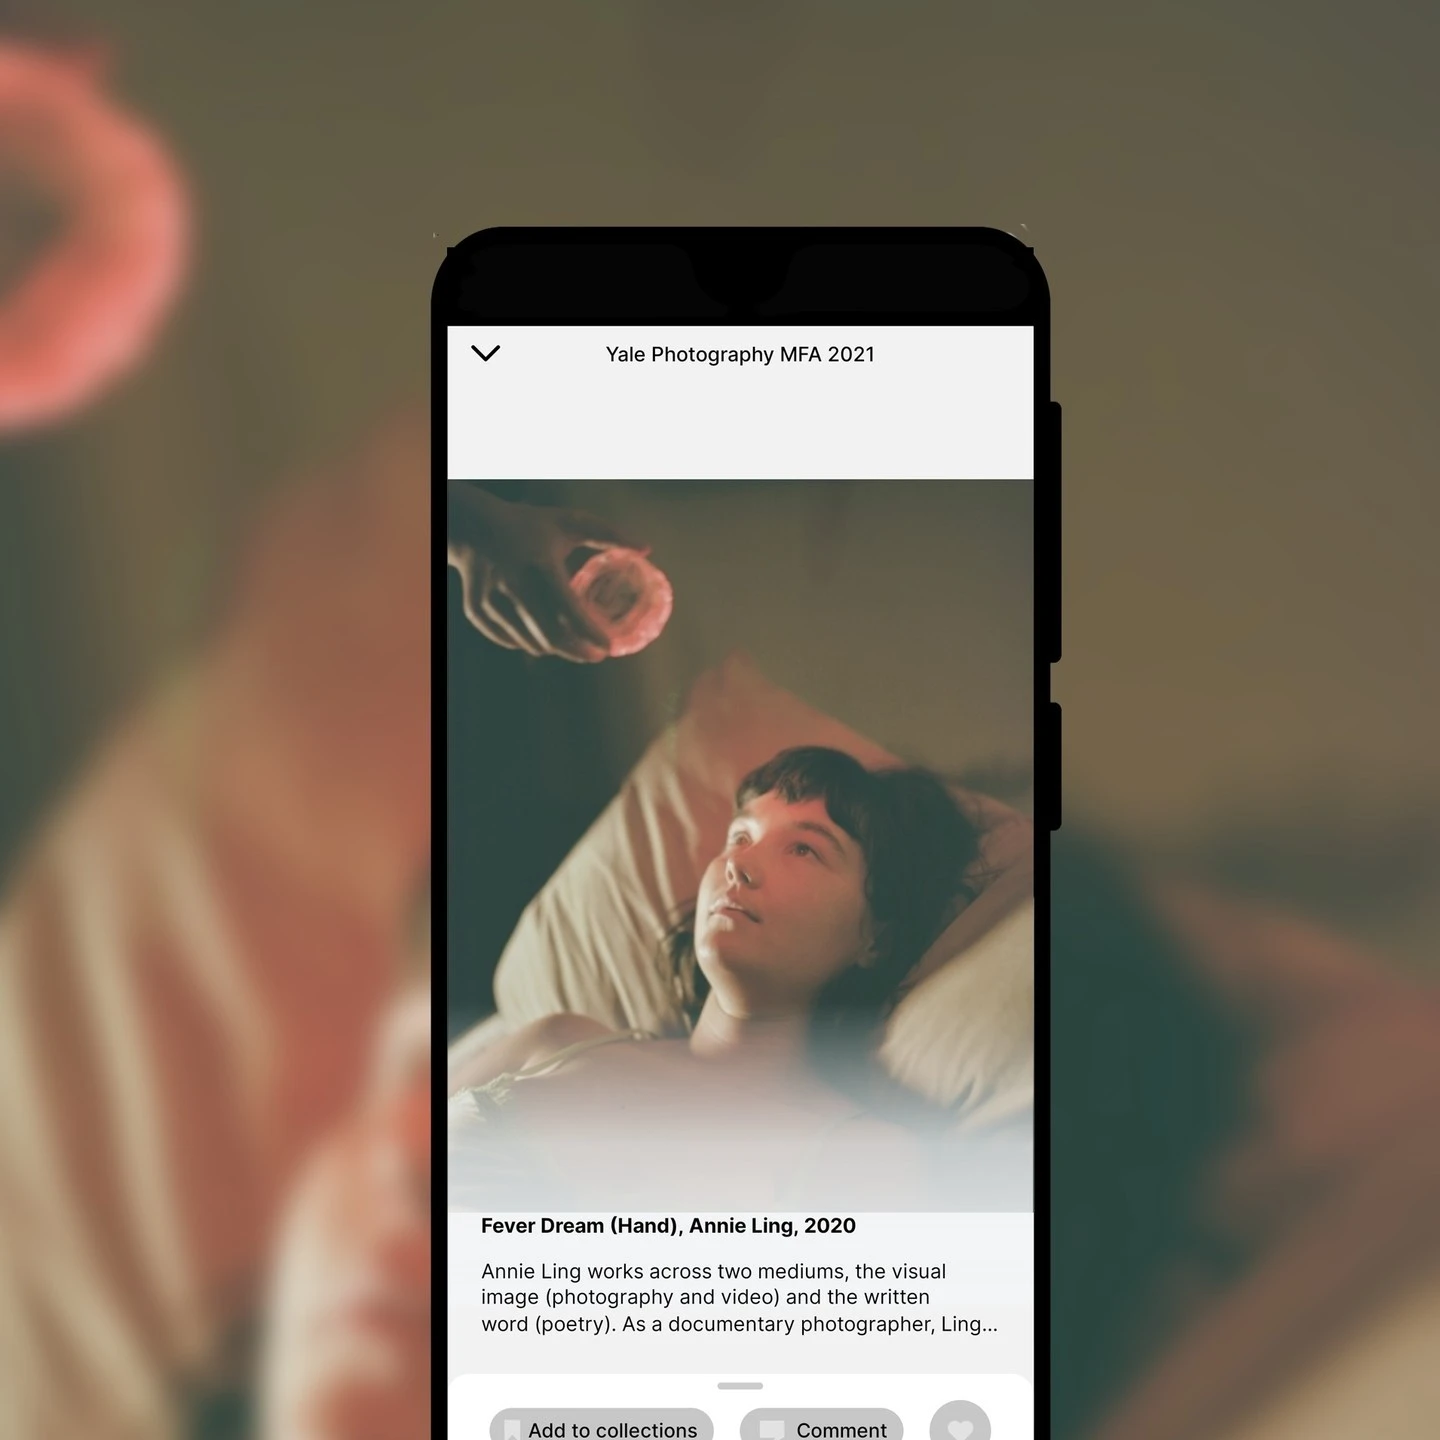 Yale Photography MFA 2021
Fever Dream (Hand), Annie Ling, 2020
Annie Ling works across two mediums, the visual
image (photography and video) and the written
word (poetry). As a documentary photographer, Ling...
Add to collections
Comment